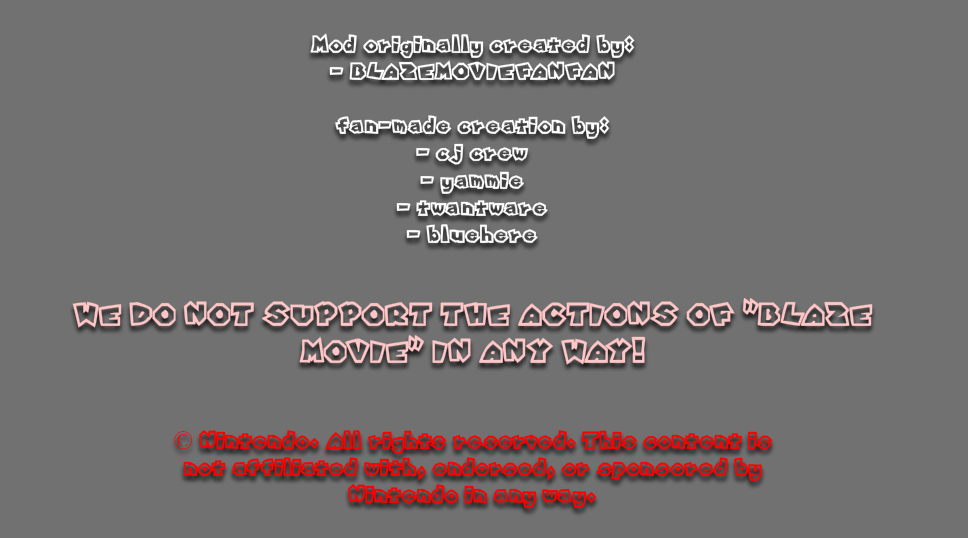 Mod originally created by:
- BLAZEMOVIEFANFAN
fan-made creation by:
- cj crew
- yammie
- twantware
- bluehere
WE DO NOT SUPPORT THE ACTIONS OF "BLAZE
MOVIE" IN ANY WAY!
© Nintendo. All rights reserved. This content is
not affiliated with, endorsed, or sponsored by
Nintendo in any way.